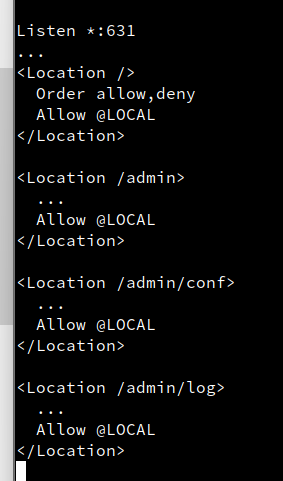 Listen *:631
...
<Location />
Order allow,deny
Allow @LOCAL
</Location>
<Location /admin>
...
Allow @LOCAL
</Location>
<Location /admin/conf>
...
Allow @LOCAL
</Location>
<Location /admin/log>
...
Allow @LOCAL
</Location>